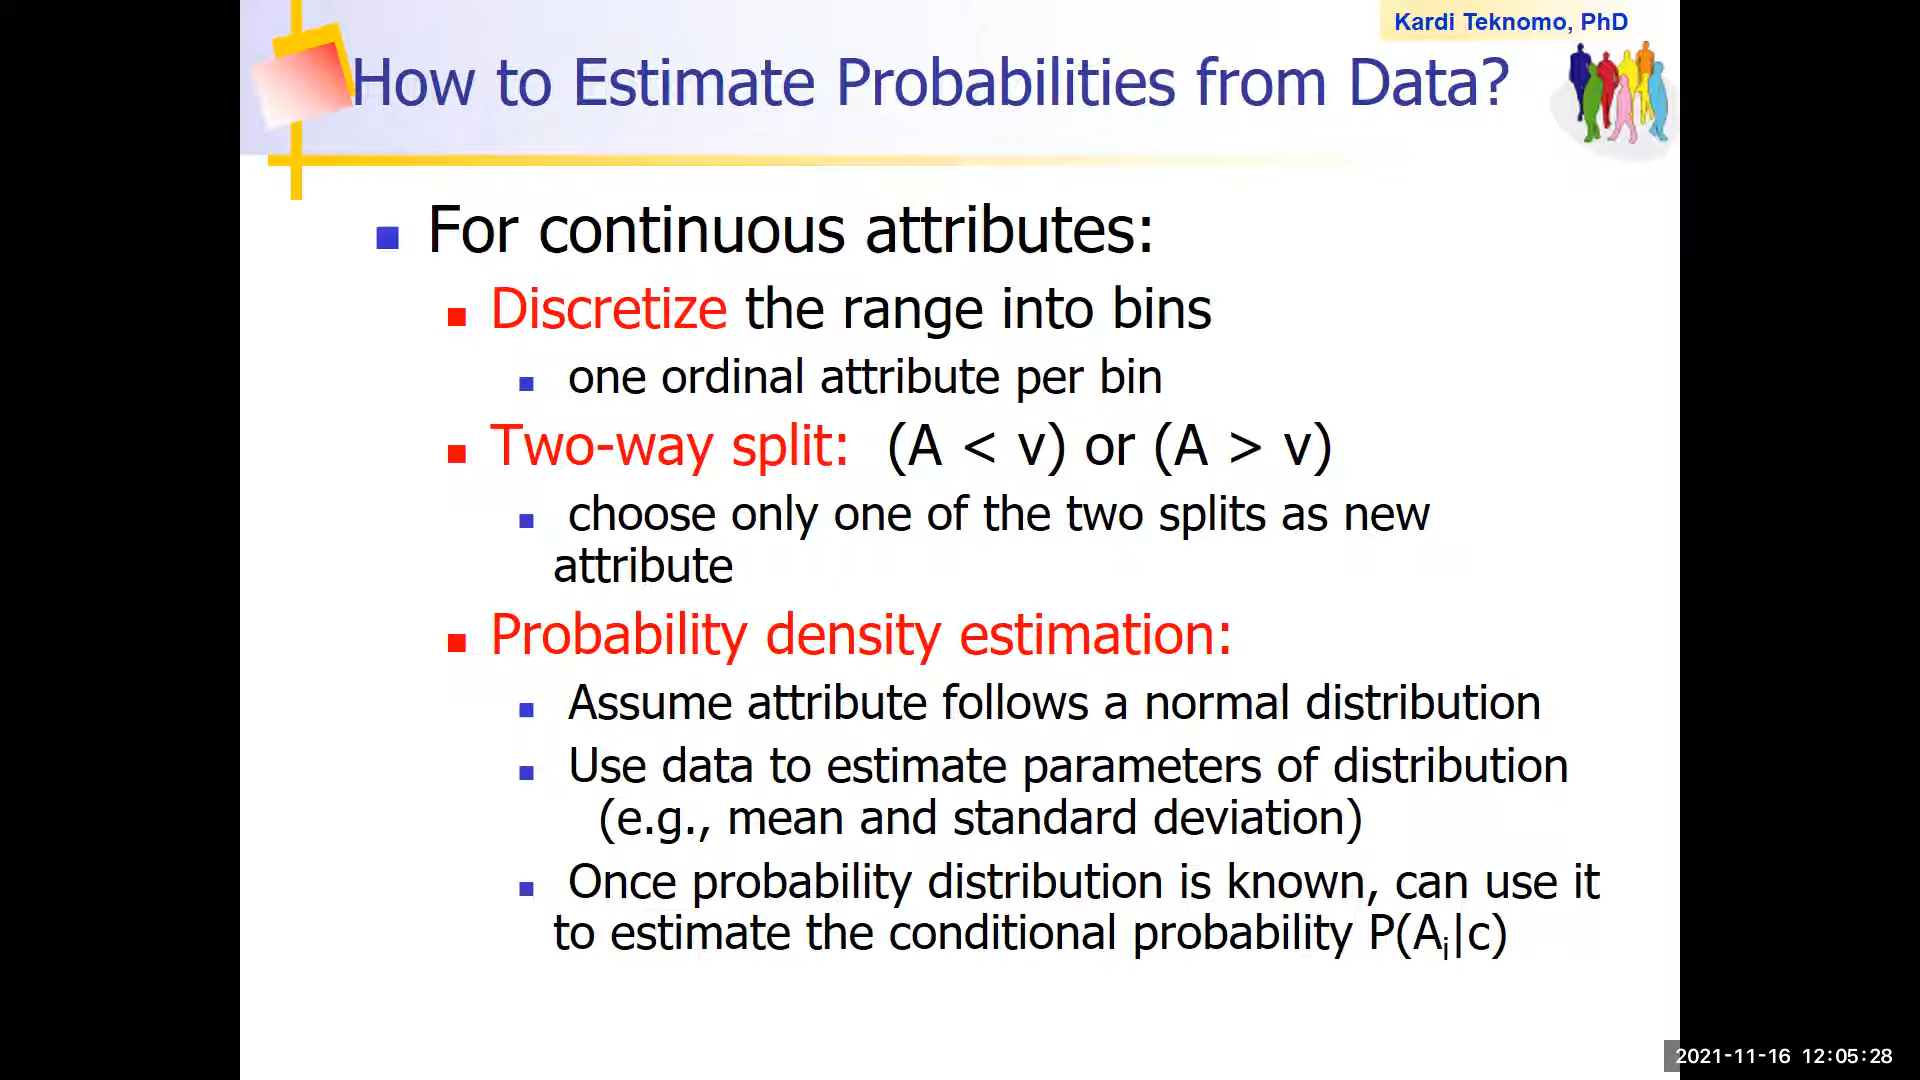 Kardi Teknomo, PhD
How to Estimate Probabilities from Data?
For continuous attributes:
Discretize the range into bins
one ordinal attribute per bin
Two-way split: (A < v) or (A > v)
choose only one of the two splits as new
attribute
Probability density estimation:
Assume attribute follows a normal distribution
Use data to estimate parameters of distribution
(e.g., mean and standard deviation)
Once probability distribution is known, can use it
to estimate the conditional probability P(Aᵢ|c)
2021-11-16 12:05:28